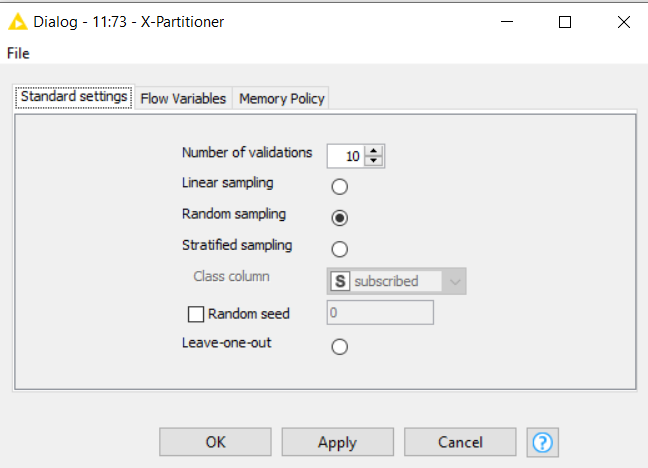 Dialog - 11:73 - X-Partitioner
File
Standard settings Flow Variables Memory Policy
Number of validations 10
Linear sampling
Random sampling
Stratified sampling
Class column S subscribed
Random seed 0
Leave-one-out
OK Apply Cancel ?